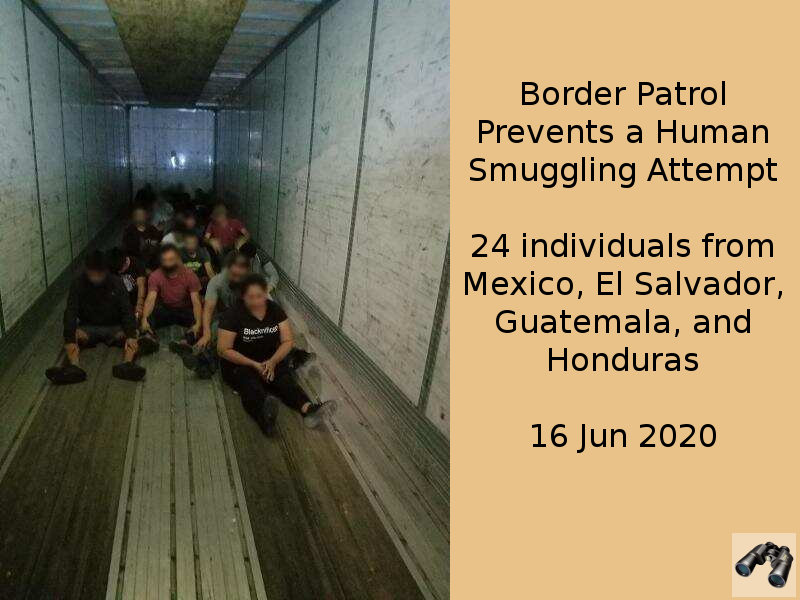 Border Patrol
Prevents a Human
Smuggling Attempt
24 individuals from
Mexico, El Salvador,
Guatemala, and
Honduras
16 Jun 2020